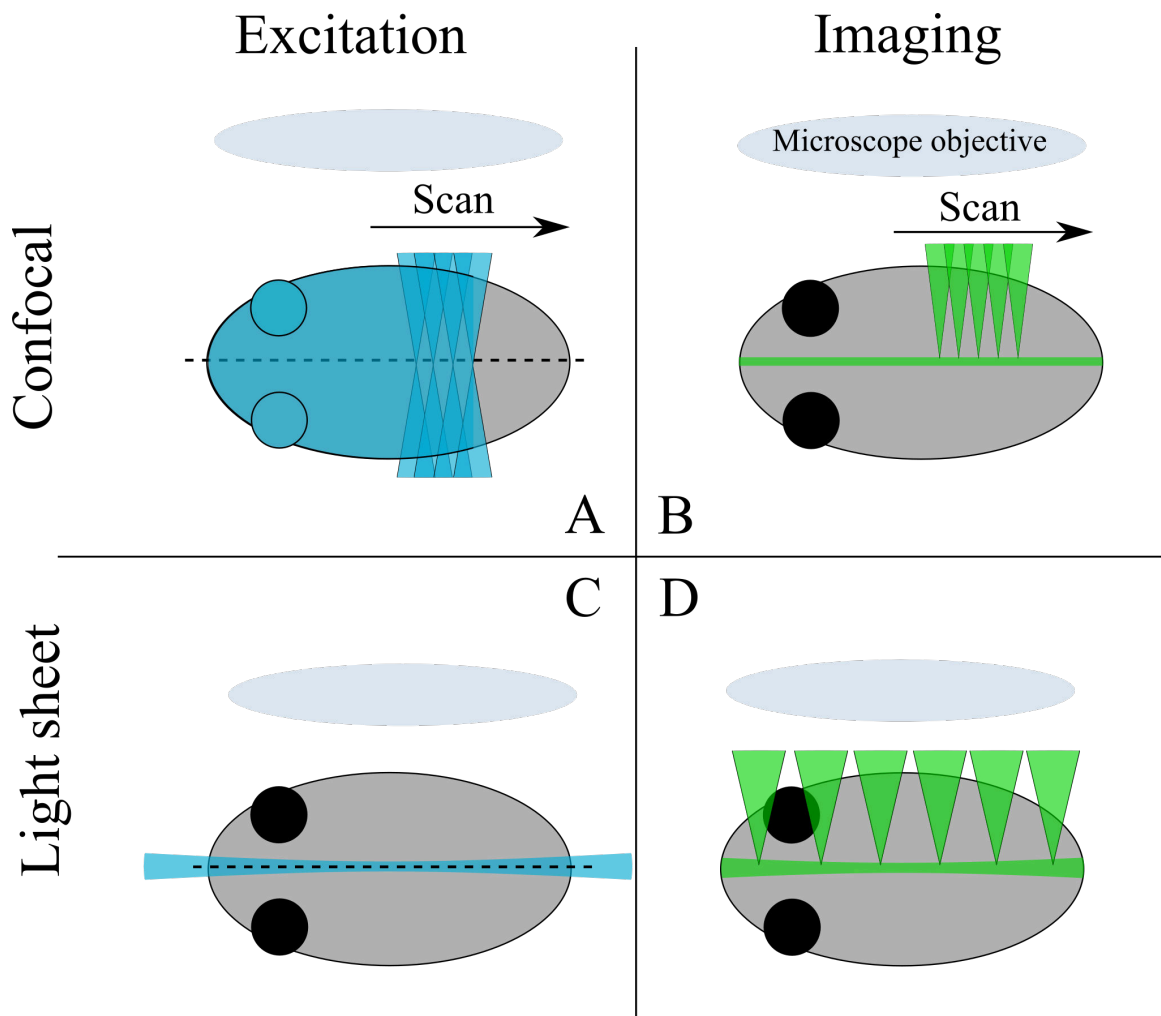 Excitation
Imaging
Microscope objective
Scan
Scan
Confocal
A
B
C
D
Light sheet